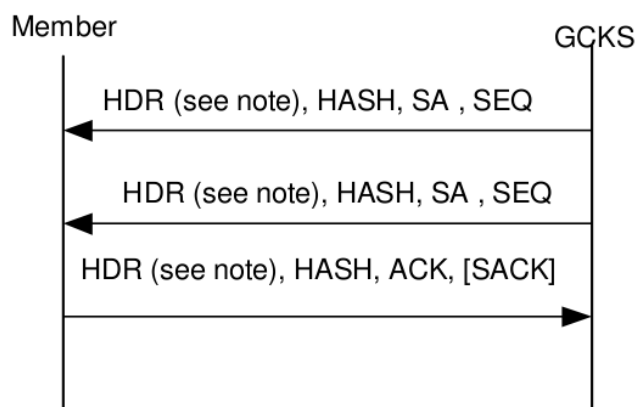 Member
GCKS
HDR (see note), HASH, SA , SEQ
HDR (see note), HASH, SA , SEQ
HDR (see note), HASH, ACK, [SACK]